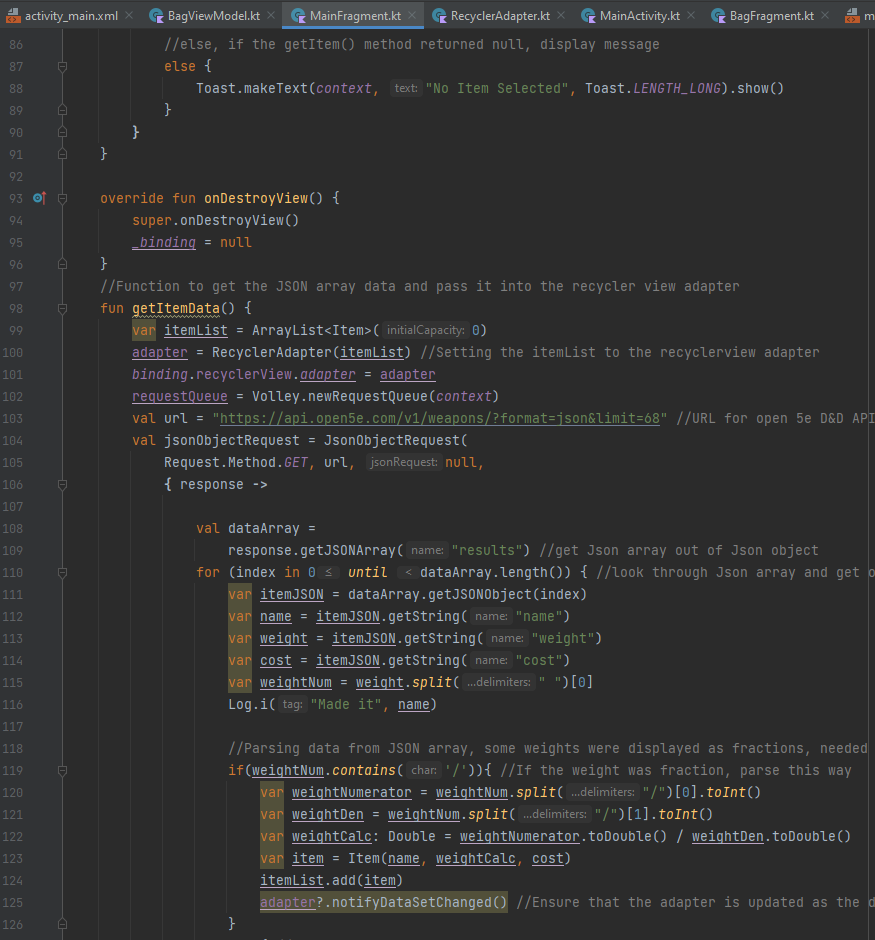 activity_main.xml BagViewModel.kt MainFragment.kt RecyclerAdapter.kt MainActivity.kt BagFragment.kt m
86 //else, if the getItem() method returned null, display message
87 else {
88 Toast.makeText(context, text: "No Item Selected", Toast.LENGTH_LONG).show()
89 }
90 }
91 }
92
93 override fun onDestroyView() {
94 super.onDestroyView()
95 _binding = null
96 }
97 //Function to get the JSON array data and pass it into the recycler view adapter
98 fun getItemData() {
99 var itemList = ArrayList<Item>( initialCapacity: 0)
100 adapter = RecyclerAdapter(itemList) //Setting the itemList to the recyclerview adapter
101 binding.recyclerView.adapter = adapter
102 requestQueue = Volley.newRequestQueue(context)
103 val url = "https://api.open5e.com/v1/weapons/?format=json&limit=68" //URL for open 5e D&D API
104 val jsonObjectRequest = JsonObjectRequest(
105 Request.Method.GET, url, jsonRequest: null,
106 { response ->
107
108 val dataArray =
109 response.getJSONArray( name: "results") //get Json array out of Json object
110 for (index in 0 ≤ until < dataArray.length()) { //look through Json array and get o
111 var itemJSON = dataArray.getJSONObject(index)
112 var name = itemJSON.getString( name: "name")
113 var weight = itemJSON.getString( name: "weight")
114 var cost = itemJSON.getString( name: "cost")
115 var weightNum = weight.split( ...delimiters: " ")[0]
116 Log.i( tag: "Made it", name)
117
118 //Parsing data from JSON array, some weights were displayed as fractions, needed
119 if(weightNum.contains( char: '/')){ //If the weight was fraction, parse this way
120 var weightNumerator = weightNum.split( ...delimiters: "/")[0].toInt()
121 var weightDen = weightNum.split( ...delimiters: "/")[1].toInt()
122 var weightCalc: Double = weightNumerator.toDouble() / weightDen.toDouble()
123 var item = Item(name, weightCalc, cost)
124 itemList.add(item)
125 adapter?.notifyDataSetChanged() //Ensure that the adapter is updated as the d
126 }